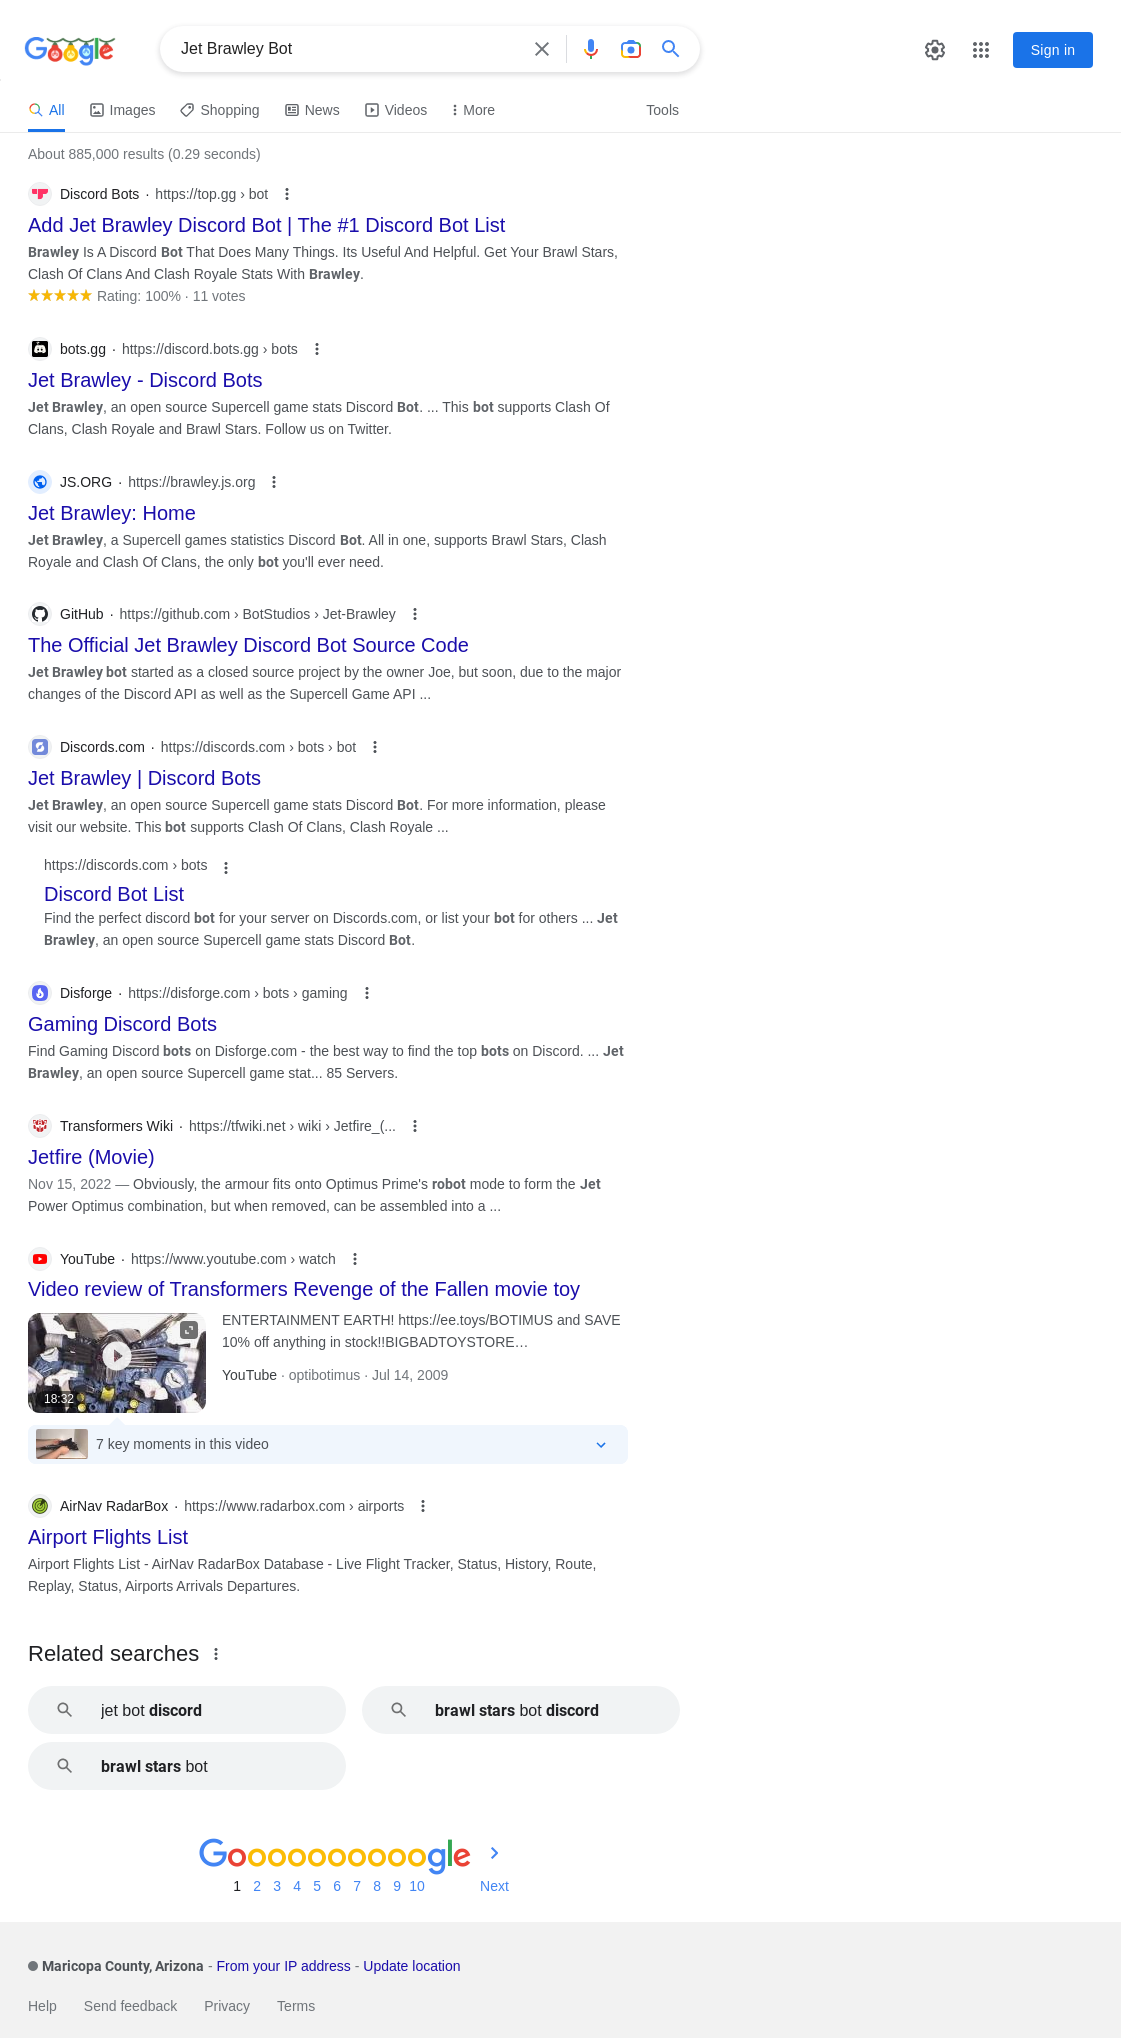 Google
Jet Brawley Bot
Sign in
All
Images
Shopping
News
Videos
More
Tools
About 885,000 results (0.29 seconds)
Discord Bots · https://top.gg › bot
Add Jet Brawley Discord Bot | The #1 Discord Bot List
Brawley Is A Discord Bot That Does Many Things. Its Useful And Helpful. Get Your Brawl Stars,
Clash Of Clans And Clash Royale Stats With Brawley.
Rating: 100% · 11 votes
bots.gg · https://discord.bots.gg › bots
Jet Brawley - Discord Bots
Jet Brawley, an open source Supercell game stats Discord Bot. ... This bot supports Clash Of
Clans, Clash Royale and Brawl Stars. Follow us on Twitter.
JS.ORG · https://brawley.js.org
Jet Brawley: Home
Jet Brawley, a Supercell games statistics Discord Bot. All in one, supports Brawl Stars, Clash
Royale and Clash Of Clans, the only bot you'll ever need.
GitHub · https://github.com › BotStudios › Jet-Brawley
The Official Jet Brawley Discord Bot Source Code
Jet Brawley bot started as a closed source project by the owner Joe, but soon, due to the major
changes of the Discord API as well as the Supercell Game API ...
Discords.com · https://discords.com › bots › bot
Jet Brawley | Discord Bots
Jet Brawley, an open source Supercell game stats Discord Bot. For more information, please
visit our website. This bot supports Clash Of Clans, Clash Royale ...
https://discords.com › bots
Discord Bot List
Find the perfect discord bot for your server on Discords.com, or list your bot for others ... Jet
Brawley, an open source Supercell game stats Discord Bot.
Disforge · https://disforge.com › bots › gaming
Gaming Discord Bots
Find Gaming Discord bots on Disforge.com - the best way to find the top bots on Discord. ... Jet
Brawley, an open source Supercell game stat... 85 Servers.
Transformers Wiki · https://tfwiki.net › wiki › Jetfire_(...
Jetfire (Movie)
Nov 15, 2022 — Obviously, the armour fits onto Optimus Prime's robot mode to form the Jet
Power Optimus combination, but when removed, can be assembled into a ...
YouTube · https://www.youtube.com › watch
Video review of Transformers Revenge of the Fallen movie toy
ENTERTAINMENT EARTH! https://ee.toys/BOTIMUS and SAVE
10% off anything in stock!!BIGBADTOYSTORE…
YouTube · optibotimus · Jul 14, 2009
18:32
7 key moments in this video
AirNav RadarBox · https://www.radarbox.com › airports
Airport Flights List
Airport Flights List - AirNav RadarBox Database - Live Flight Tracker, Status, History, Route,
Replay, Status, Airports Arrivals Departures.
Related searches
jet bot discord
brawl stars bot discord
brawl stars bot
Goooooooooogle
1 2 3 4 5 6 7 8 9 10 Next
Maricopa County, Arizona - From your IP address - Update location
Help Send feedback Privacy Terms